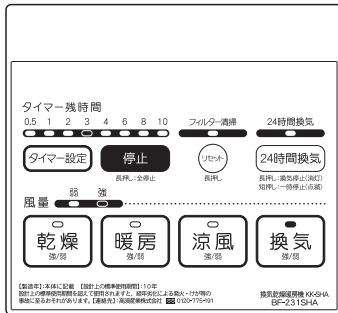 タイマー残時間
0.5 1 2 3 4 6 8 10 フィルター清掃 24時間換気
タイマー設定 停止 リセット 24時間換気
長押し:全停止 長押し 長押し:換気停止(消灯)
短押し:一時停止(点滅)
弱 強
風量
乾燥 暖房 涼風 換気
強/弱 強/弱 強/弱 強/弱
【製造年】:本体に記載 【設計上の標準使用期間】:10年
設計上の標準使用期間を超えて使用されますと、経年劣化による発火・けが等の
事故に至るおそれがあります。【連絡先】:高須産業株式会社 0120-775-191
換気乾燥暖房機 KK-SHA
BF-231SHA